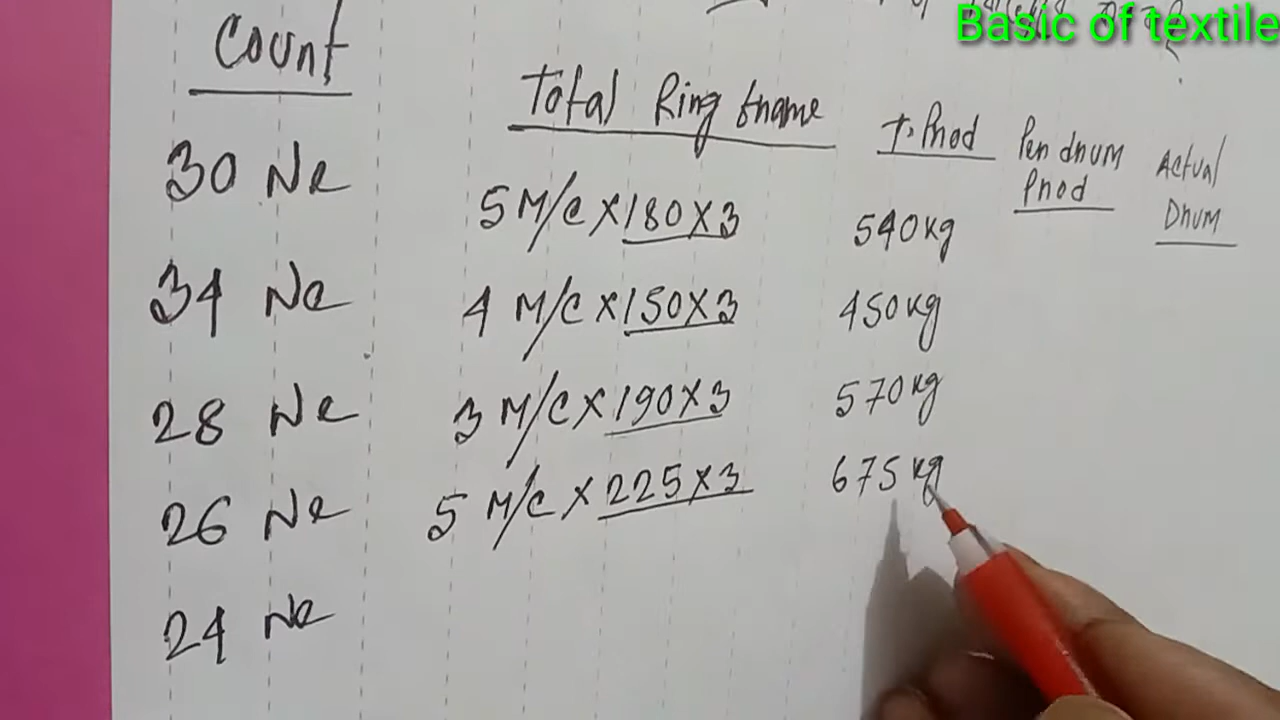 Basic of textile
Count
Total Ring frame
T. Prod
Per drum
Prod
Actual
Drum
30 Ne
5 M/C X 180 X 3
540 kg
34 Ne
4 M/C X 150 X 3
450 kg
28 Ne
3 M/C X 190 X 3
570 kg
26 Ne
5 M/C X 225 X 3
675 kg
24 Ne